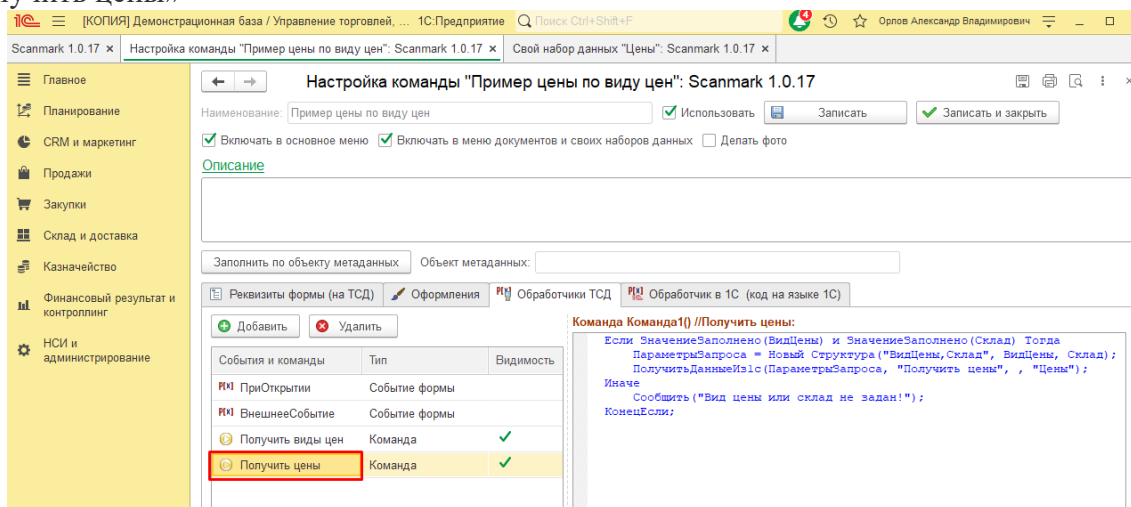 лучить цены»
1С [КОПИЯ] Демонстрационная база / Управление торговлей, ... 1С:Предприятие Поиск Ctrl+Shift+F 4 Орлов Александр Владимирович
Scanmark 1.0.17 × Настройка команды "Пример цены по виду цен": Scanmark 1.0.17 × Свой набор данных "Цены": Scanmark 1.0.17 ×
Главное
Планирование
CRM и маркетинг
Продажи
Закупки
Склад и доставка
Казначейство
Финансовый результат и
контроллинг
НСИ и
администрирование
Настройка команды "Пример цены по виду цен": Scanmark 1.0.17
Наименование: Пример цены по виду цен Использовать Записать Записать и закрыть
Включать в основное меню Включать в меню документов и своих наборов данных Делать фото
Описание
Заполнить по объекту метаданных Объект метаданных:
Реквизиты формы (на ТСД) Оформления Обработчики ТСД Обработчик в 1С (код на языке 1С)
Добавить Удалить
События и команды Тип Видимость
ПриОткрытии Событие формы
ВнешнееСобытие Событие формы
Получить виды цен Команда
Получить цены Команда
Команда Команда1() //Получить цены:
Если ЗначениеЗаполнено(ВидЦены) и ЗначениеЗаполнено(Склад) Тогда
ПараметрыЗапроса = Новый Структура("ВидЦены,Склад", ВидЦены, Склад);
ПолучитьДанныеИз1с(ПараметрыЗапроса, "Получить цены", , "Цены");
Иначе
Сообщить("Вид цены или склад не задан!");
КонецЕсли;